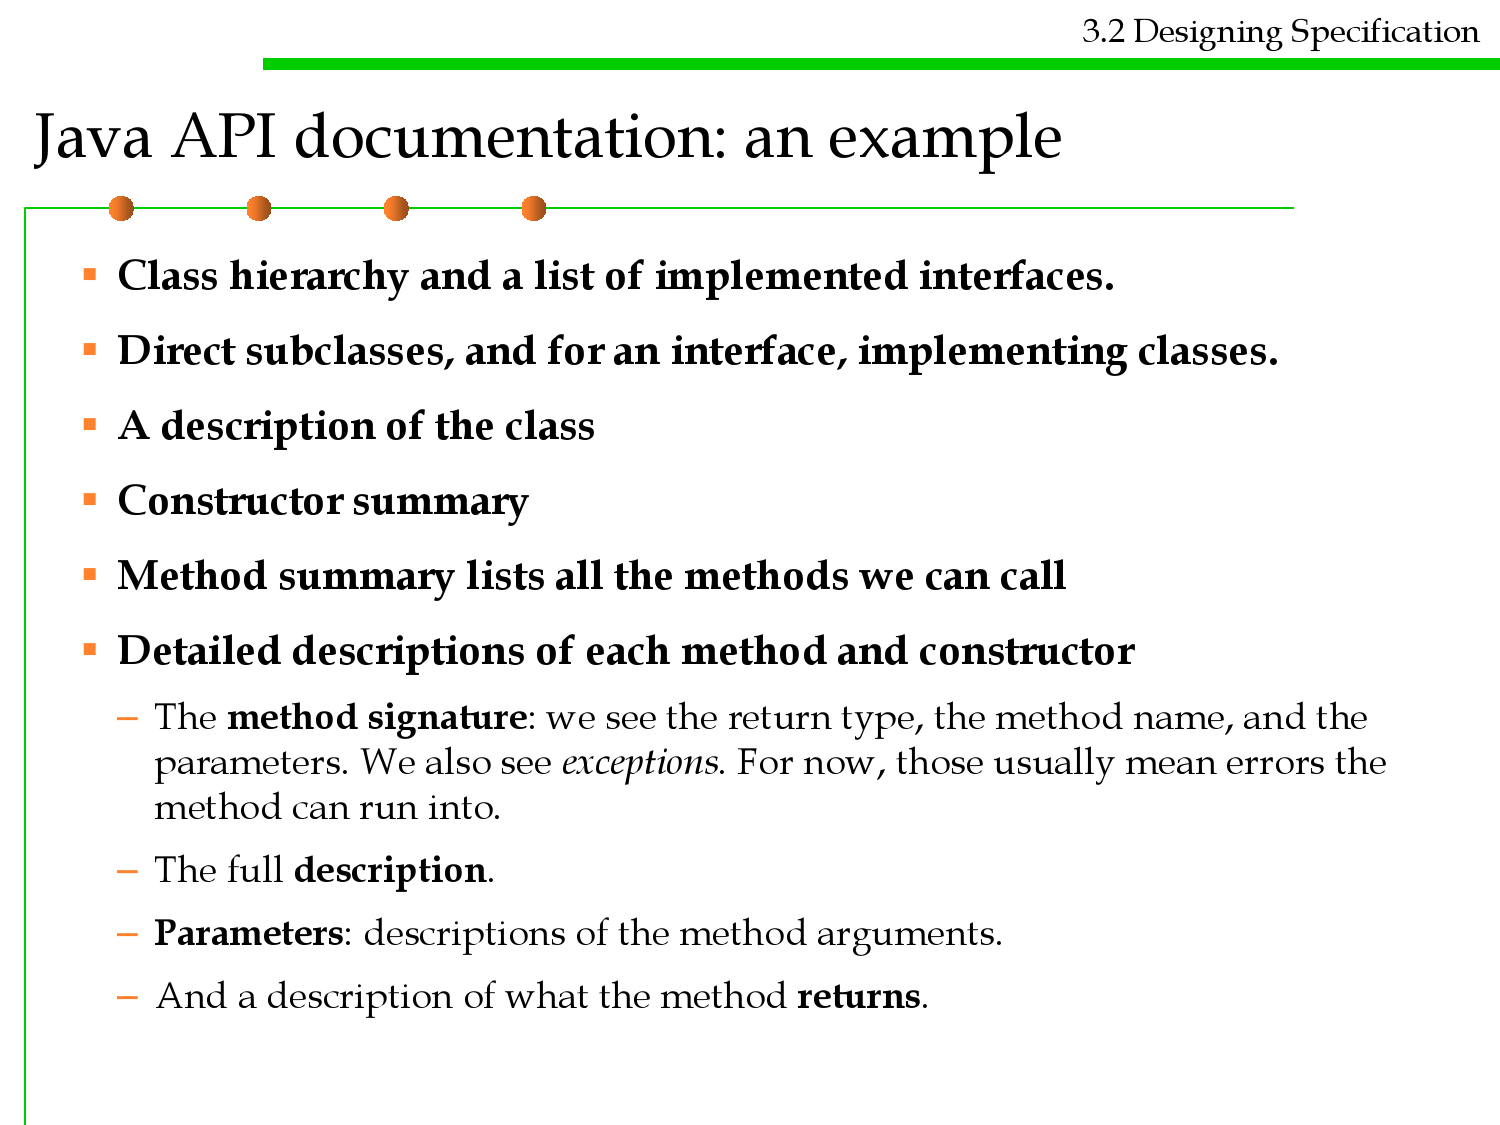 3.2 Designing Specification
Java API documentation: an example
▪ Class hierarchy and a list of implemented interfaces.
▪ Direct subclasses, and for an interface, implementing classes.
▪ A description of the class
▪ Constructor summary
▪ Method summary lists all the methods we can call
▪ Detailed descriptions of each method and constructor
– The method signature: we see the return type, the method name, and the
parameters. We also see exceptions. For now, those usually mean errors the
method can run into.
– The full description.
– Parameters: descriptions of the method arguments.
– And a description of what the method returns.